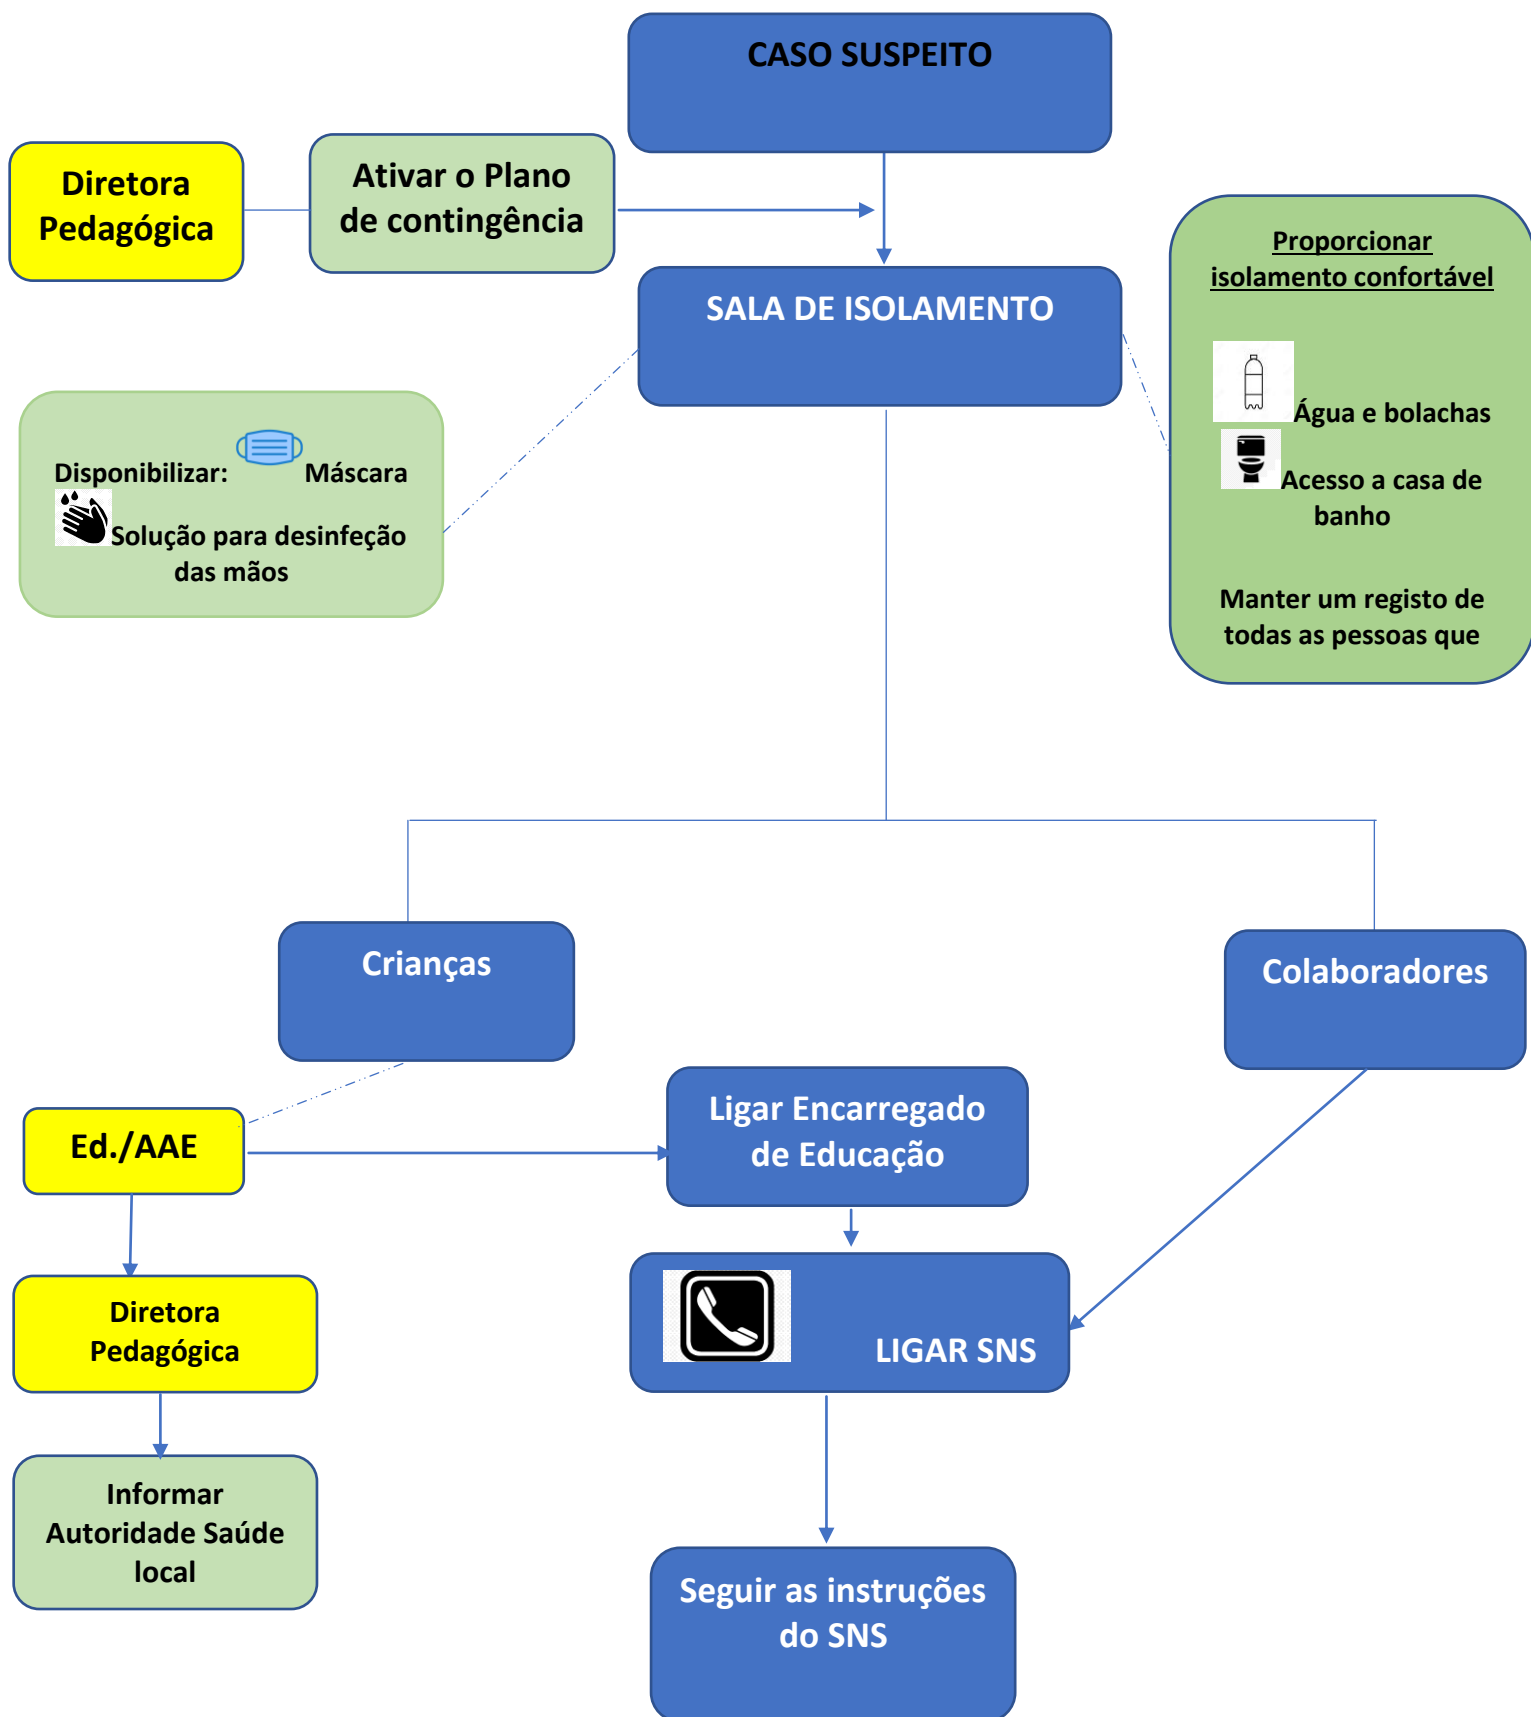 CASO SUSPEITO
Diretora
Pedagógica
Ativar o Plano
de contingência
SALA DE ISOLAMENTO
Proporcionar
isolamento confortável
Água e bolachas
Acesso a casa de
banho
Manter um registo de
todas as pessoas que
Disponibilizar: Máscara
Solução para desinfeção
das mãos
Crianças
Colaboradores
Ed./AAE
Ligar Encarregado
de Educação
Diretora
Pedagógica
LIGAR SNS
Informar
Autoridade Saúde
local
Seguir as instruções
do SNS